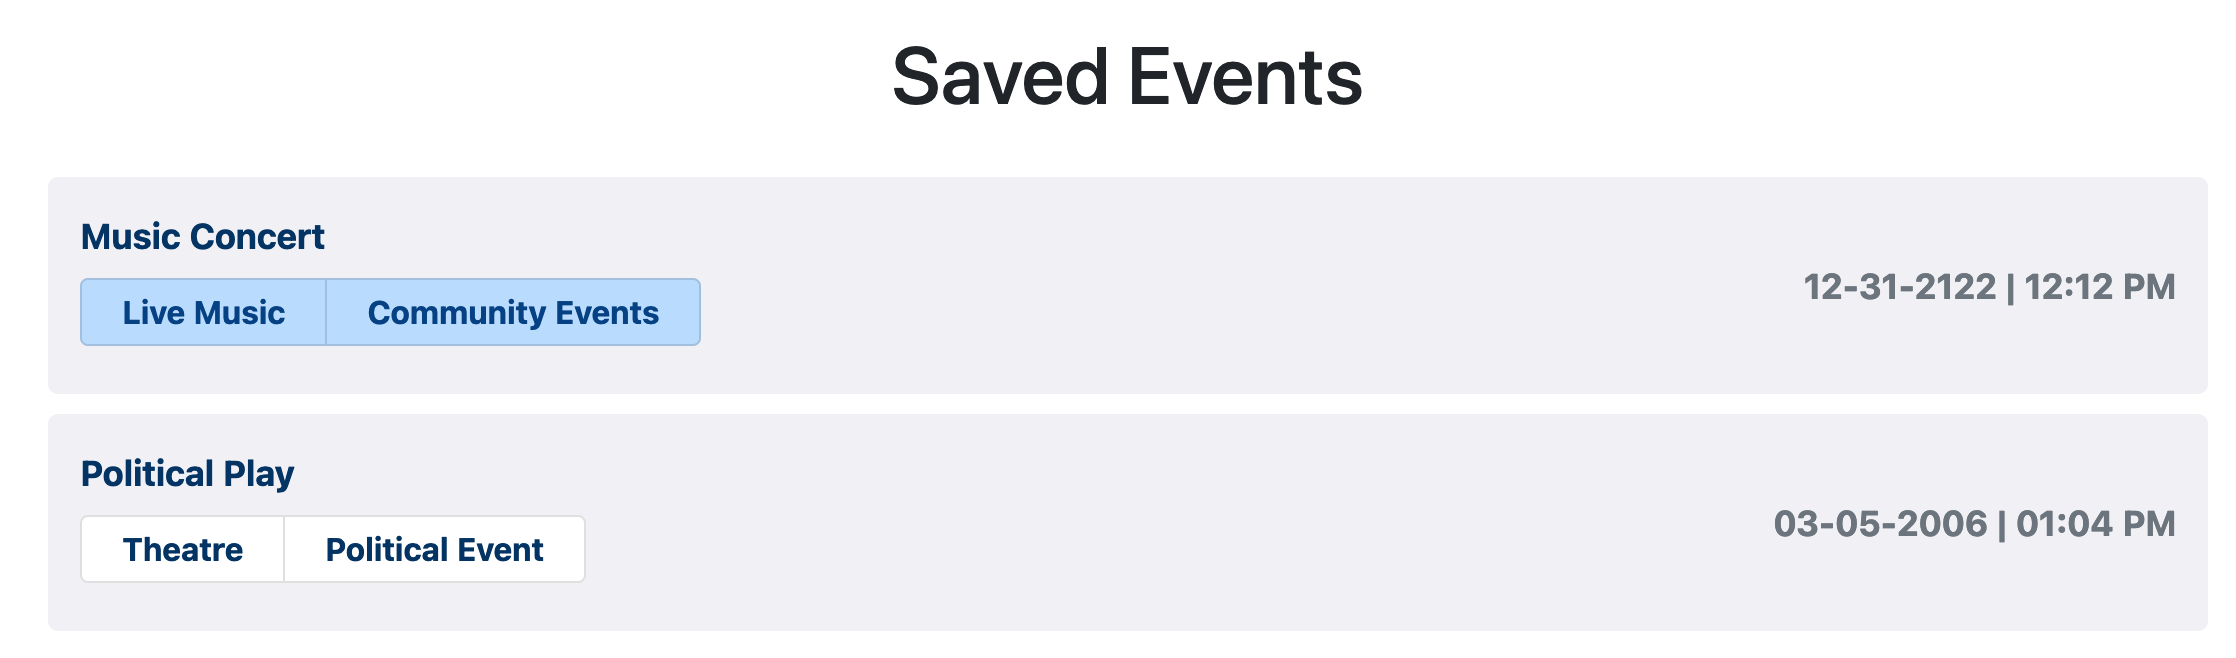 Saved Events
Music Concert
Live Music Community Events
12-31-2122 | 12:12 PM
Political Play
Theatre Political Event
03-05-2006 | 01:04 PM